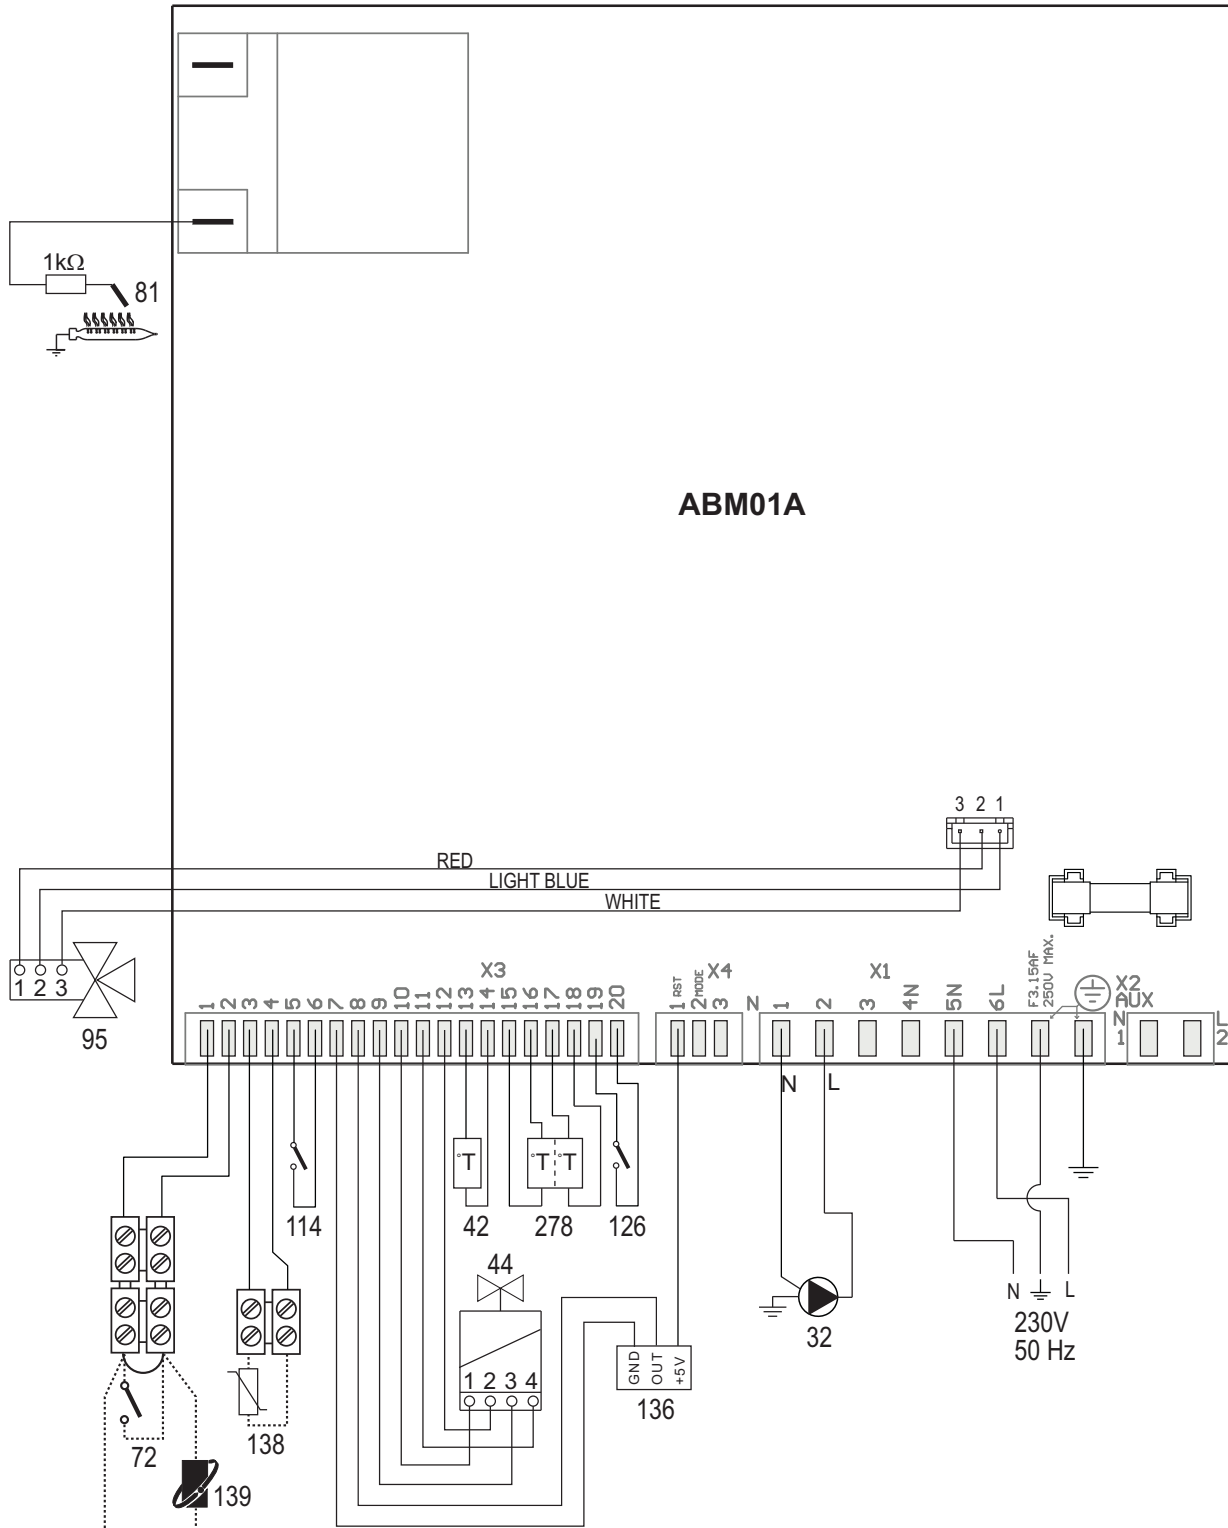 1kΩ
81
ABM01A
3 2 1
RED
LIGHT BLUE
WHITE
1 2 3
95
X3
1 2 3 4 5 6 7 8 9 10 11 12 13 14 15 16 17 18 19 20
X4
1 RST
2 MODE
3
X1
N 1 2 3 4N 5N 6L
F3.15AF
250V MAX.
X2
AUX
N L
1 2
N L
°T
°T °T
114
42
278
126
44
1 2 3 4
GND
OUT
+5V
136
32
N L
230V
50 Hz
72
138
139